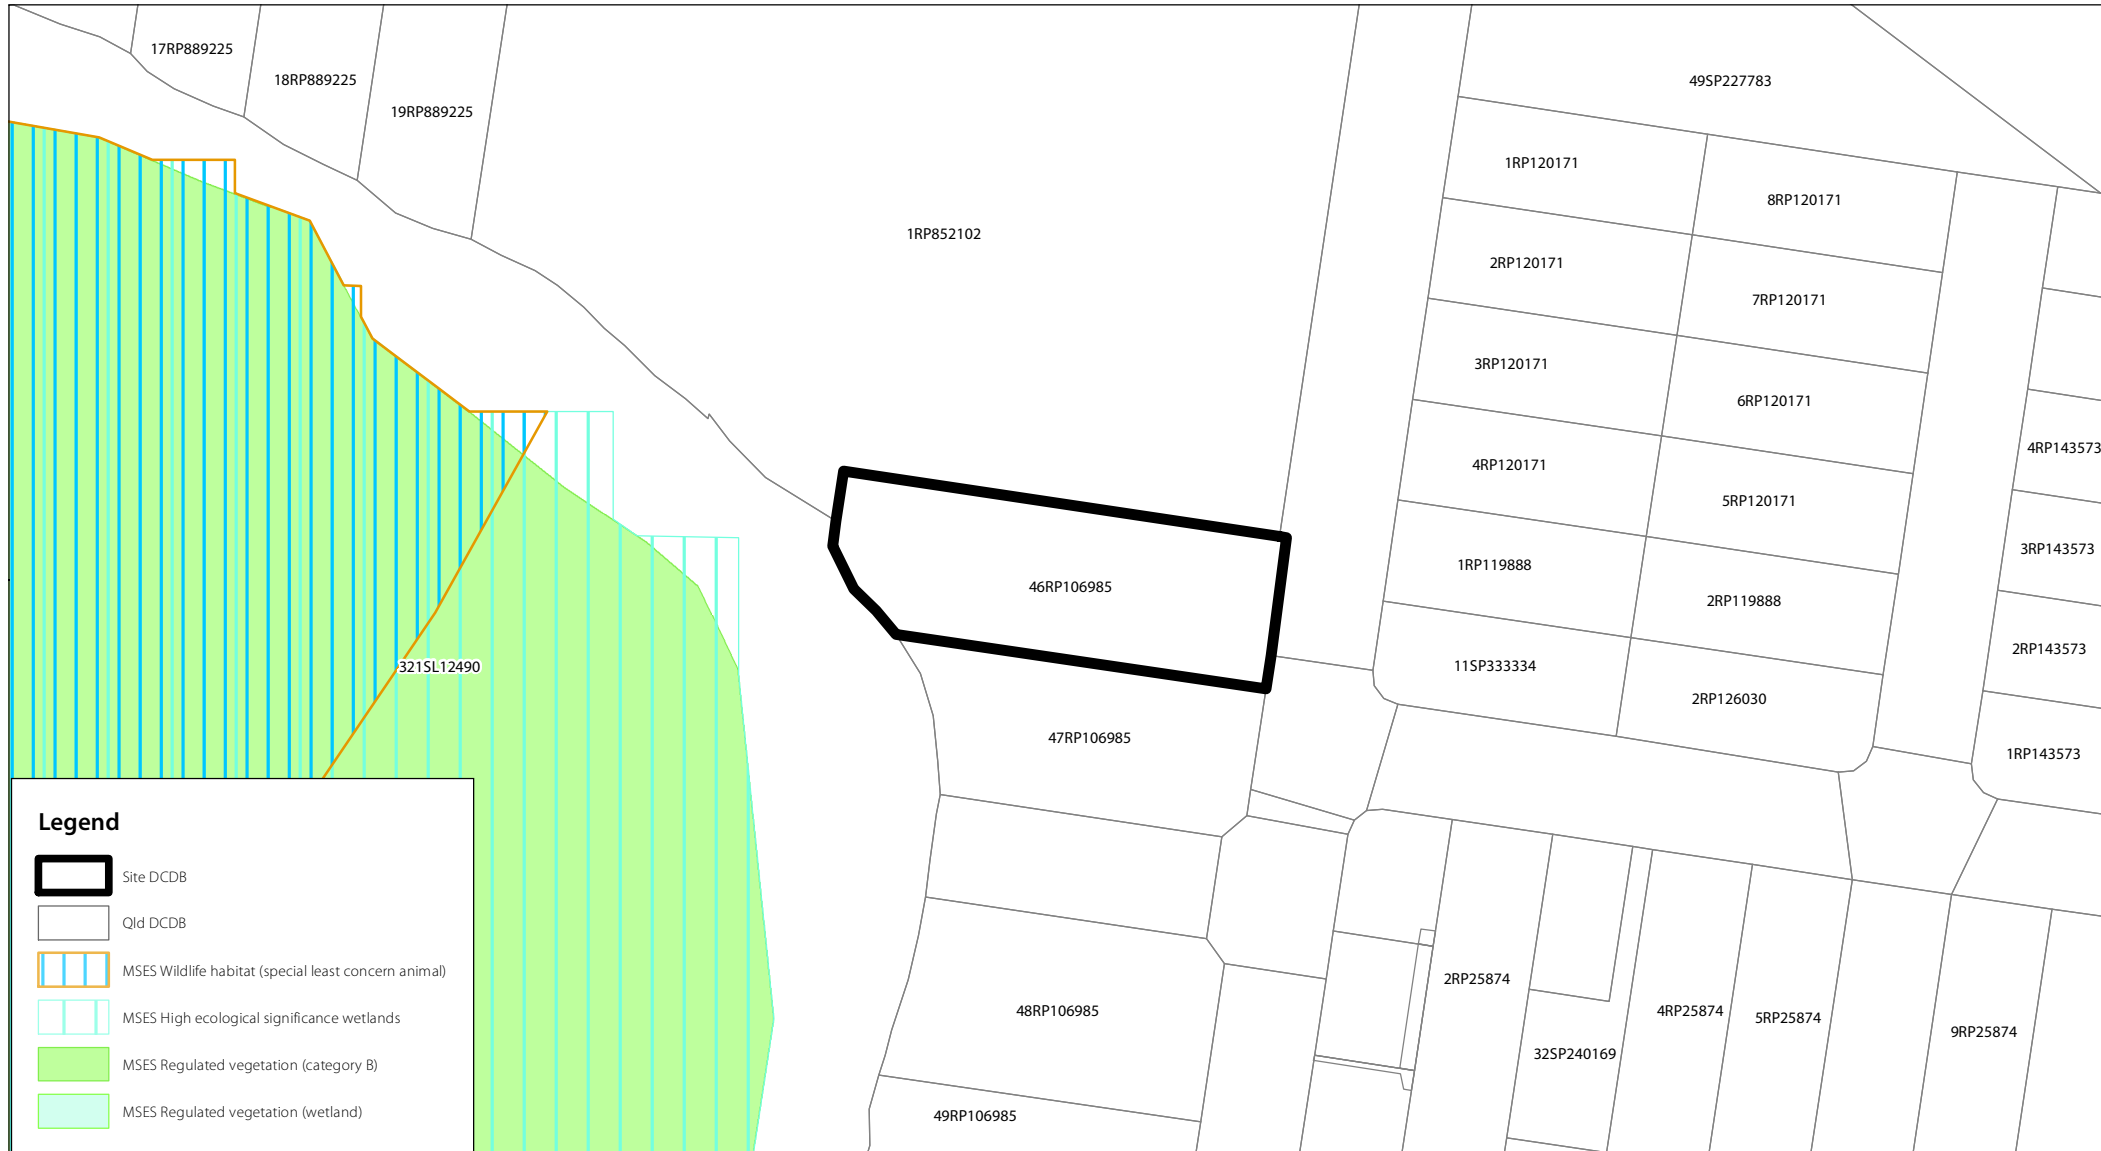 17RP889225
18RP889225
19RP889225
1RP852102
49SP227783
1RP120171
8RP120171
2RP120171
7RP120171
3RP120171
6RP120171
4RP120171
5RP120171
4RP143573
46RP106985
1RP119888
2RP119888
3RP143573
321SL12490
11SP333334
2RP126030
2RP143573
47RP106985
1RP143573
48RP106985
2RP25874
32SP240169
4RP25874
5RP25874
9RP25874
49RP106985
Legend
Site DCDB
Qld DCDB
MSES Wildlife habitat (special least concern animal)
MSES High ecological significance wetlands
MSES Regulated vegetation (category B)
MSES Regulated vegetation (wetland)